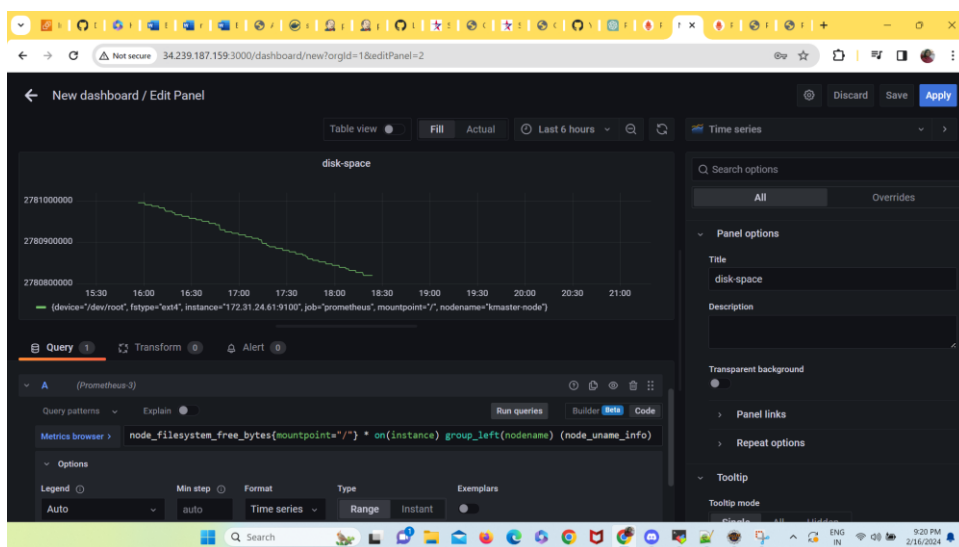 Not secure 34.239.187.159:3000/dashboard/new?orgId=1&editPanel=2
New dashboard / Edit Panel
Discard Save Apply
Table view Fill Actual Last 6 hours
Time series
disk-space
Search options
All Overrides
2781000000
2780900000
2780800000
15:30 16:00 16:30 17:00 17:30 18:00 18:30 19:00 19:30 20:00 20:30 21:00
{device="/dev/root", fstype="ext4", instance="172.31.24.61:9100", job="prometheus", mountpoint="/", nodename="kmaster-node"}
Panel options
Title
disk-space
Description
Transparent background
Panel links
Repeat options
Tooltip
Tooltip mode
Single All Hidden
Query 1 Transform 0 Alert 0
A (Prometheus-3)
Query patterns Explain Run queries Builder Beta Code
Metrics browser > node_filesystem_free_bytes{mountpoint="/"} * on(instance) group_left(nodename) (node_uname_info)
Options
Legend Min step Format Type Exemplars
Auto auto Time series Range Instant
Search
ENG
IN
9:20 PM
2/16/2024